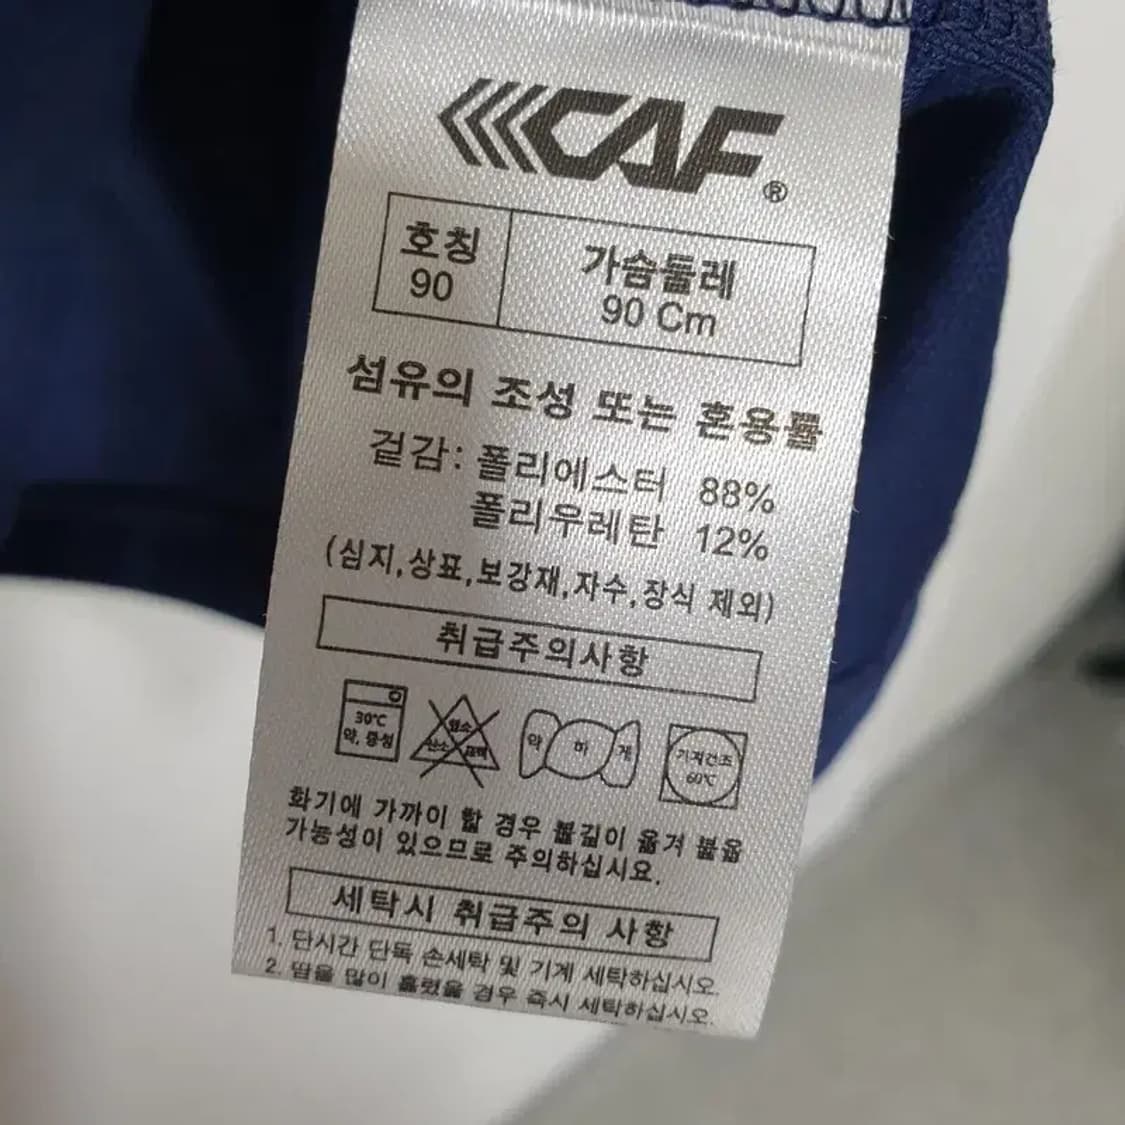 CAF®
호칭 가슴둘레
90 90 Cm
섬유의 조성 또는 혼용률
겉감: 폴리에스터 88%
폴리우레탄 12%
(심지,상표,보강재,자수,장식 제외)
취급주의사항
30℃
약, 중성
염소
산소 표백
약 하 게
기계건조
60℃
화기에 가까이 할 경우 불길이 옮겨 붙을
가능성이 있으므로 주의하십시요.
세탁시 취급주의 사항
1. 단시간 단독 손세탁 및 기계 세탁하십시오.
2. 땀을 많이 흘렸을 경우 즉시 세탁하십시오.